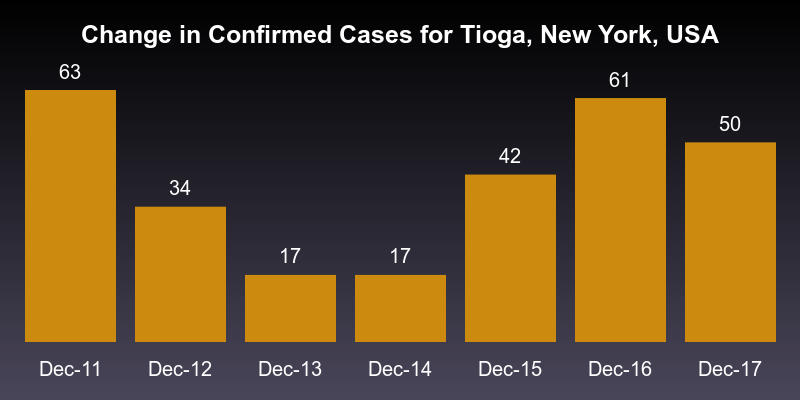 Change in Confirmed Cases for Tioga, New York, USA
63
34
17
17
42
61
50
Dec-11
Dec-12
Dec-13
Dec-14
Dec-15
Dec-16
Dec-17